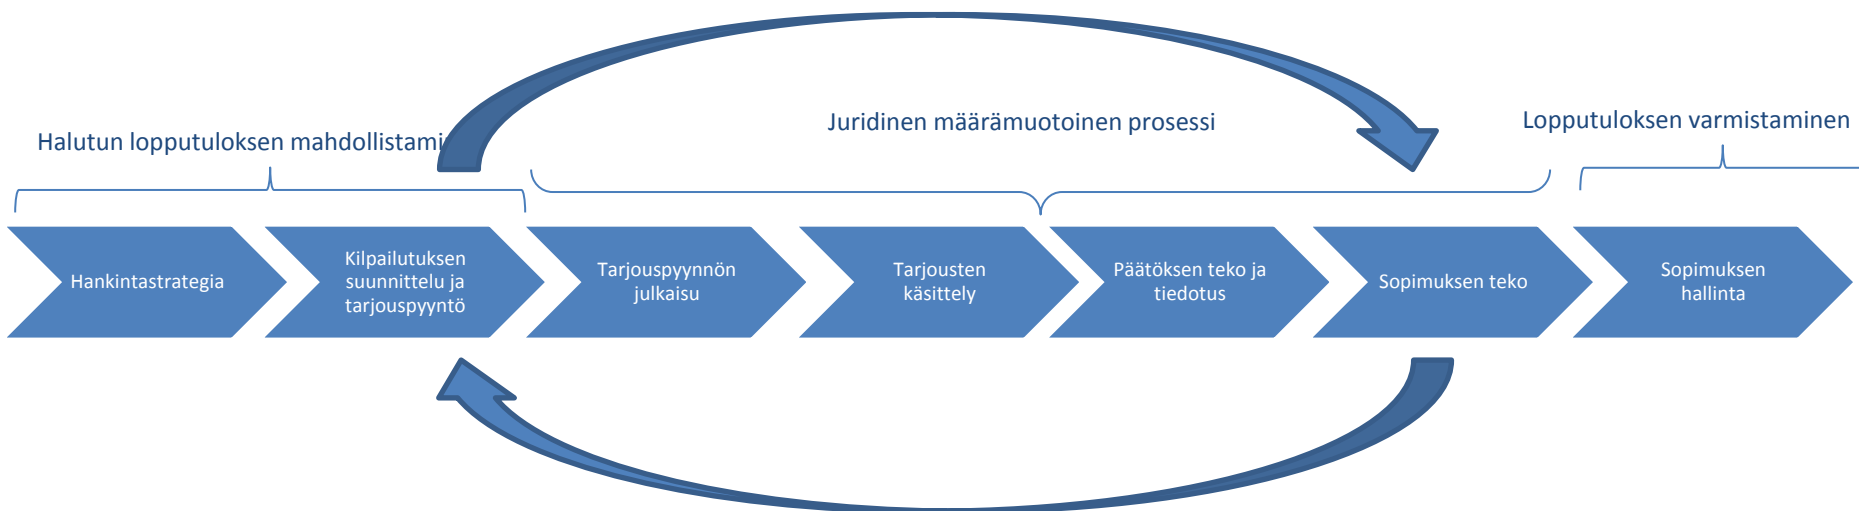 Halutun lopputuloksen mahdollistami
Juridinen määrämuotoinen prosessi
Lopputuloksen varmistaminen
Hankintastrategia
Kilpailutuksen
suunnittelu ja
tarjouspyyntö
Tarjouspyynnön
julkaisu
Tarjousten
käsittely
Päätöksen teko ja
tiedotus
Sopimuksen teko
Sopimuksen
hallinta